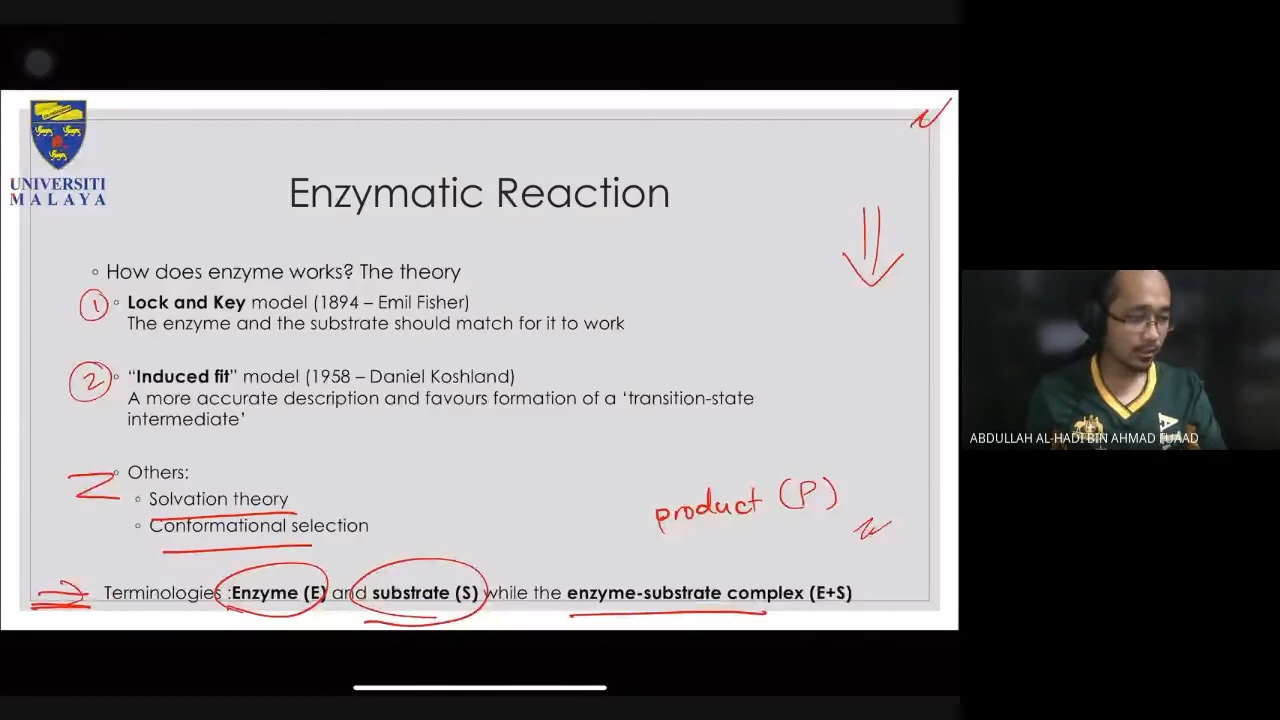 UNIVERSITI
MALAYA
Enzymatic Reaction
How does enzyme works? The theory
1
Lock and Key model (1894 – Emil Fisher)
The enzyme and the substrate should match for it to work
2
“Induced fit” model (1958 – Daniel Koshland)
A more accurate description and favours formation of a ‘transition-state
intermediate’
Others:
Solvation theory
Conformational selection
product (P)
Terminologies :Enzyme (E) and substrate (S) while the enzyme-substrate complex (E+S)
ABDULLAH AL-HADI BIN AHMAD FUAAD